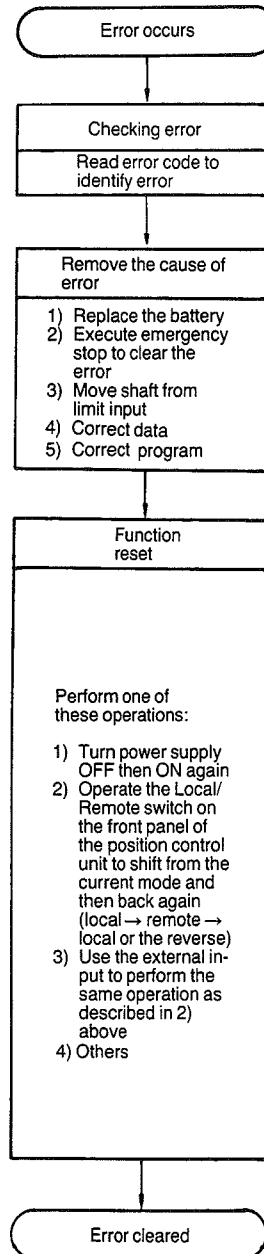 Error occurs
Checking error
Read error code to
identify error
Remove the cause of
error
1) Replace the battery
2) Execute emergency
stop to clear the
error
3) Move shaft from
limit input
4) Correct data
5) Correct program
Function
reset
Perform one of
these operations:
1) Turn power supply
OFF then ON again
2) Operate the Local/
Remote switch on
the front panel of
the position control
unit to shift from the
current mode and
then back again
(local → remote →
local or the reverse)
3) Use the external in-
put to perform the
same operation as
described in 2)
above
4) Others
Error cleared